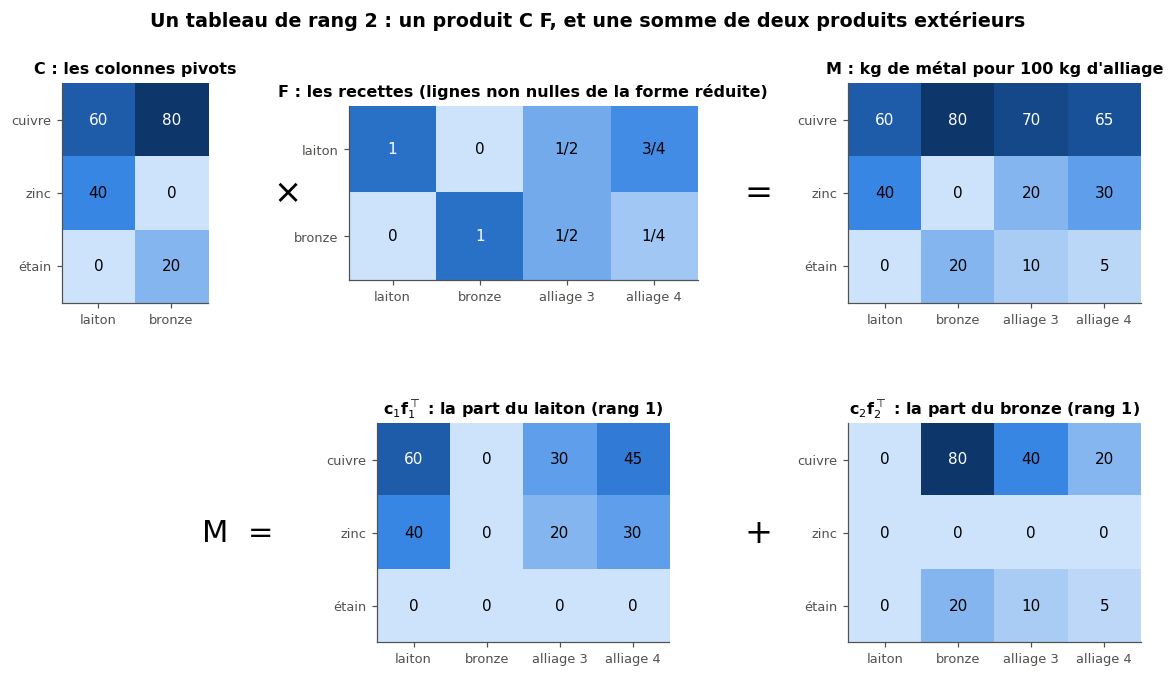 Un tableau de rang 2 : un produit C F, et une somme de deux produits extérieurs
C : les colonnes pivots
cuivre 60 80
zinc 40 0
étain 0 20
laiton bronze
×
F : les recettes (lignes non nulles de la forme réduite)
laiton 1 0 1/2 3/4
bronze 0 1 1/2 1/4
laiton bronze alliage 3 alliage 4
=
M : kg de métal pour 100 kg d'alliage
cuivre 60 80 70 65
zinc 40 0 20 30
étain 0 20 10 5
laiton bronze alliage 3 alliage 4
M =
c₁f₁⊤ : la part du laiton (rang 1)
cuivre 60 0 30 45
zinc 40 0 20 30
étain 0 0 0 0
laiton bronze alliage 3 alliage 4
+
c₂f₂⊤ : la part du bronze (rang 1)
cuivre 0 80 40 20
zinc 0 0 0 0
étain 0 20 10 5
laiton bronze alliage 3 alliage 4